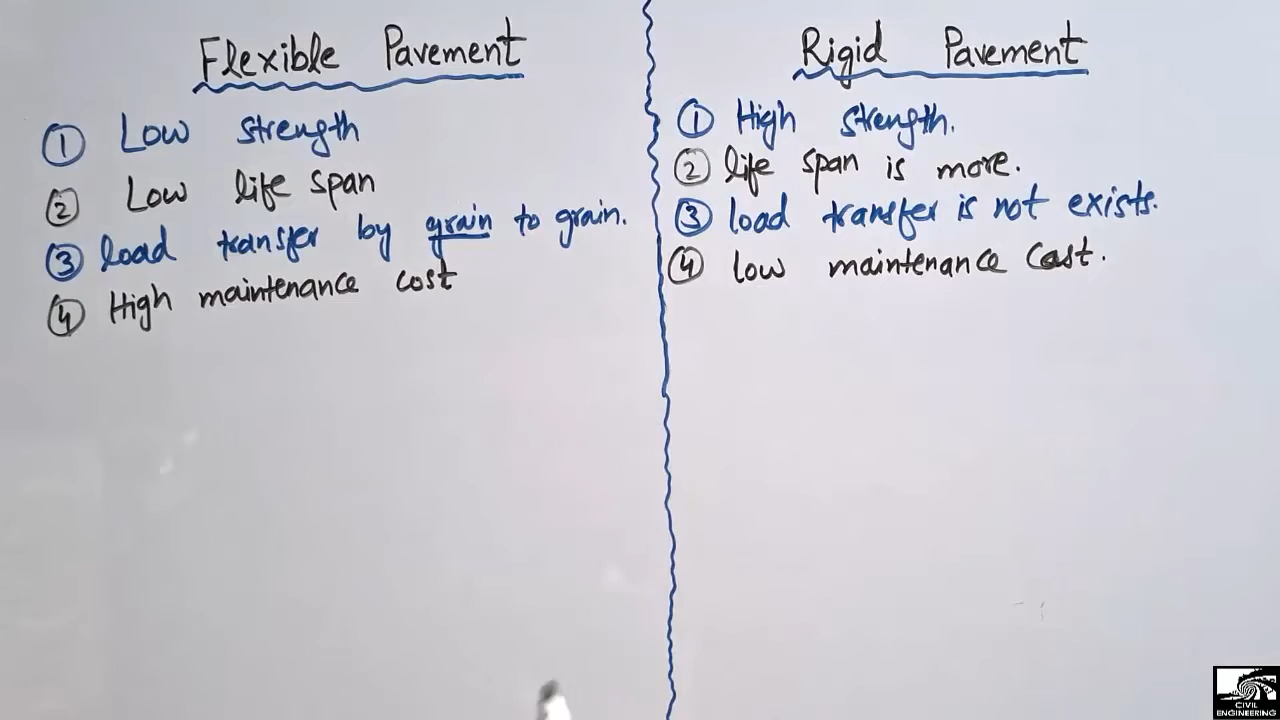 Flexible Pavement
① Low strength
② Low life span
③ load transfer by grain to grain.
④ High maintenance cost
Rigid Pavement
① High strength.
② life span is more.
③ load transfer is not exists.
④ low maintenance cost.
CIVIL
ENGINEERING